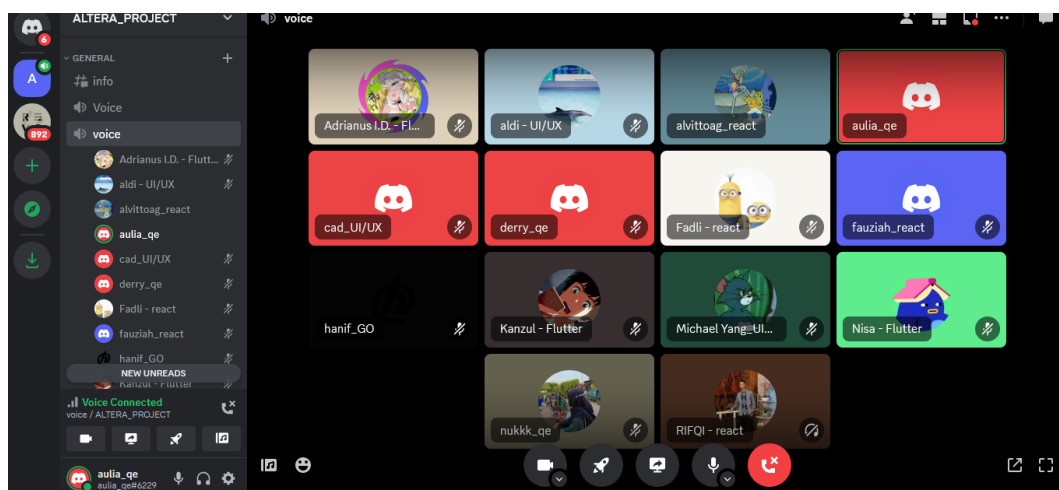 6
ALTERA_PROJECT
A
892
GENERAL
info
Voice
voice
Adrianus I.D. - Flutt...
aldi - UI/UX
alvittoag_react
aulia_qe
cad_UI/UX
derry_qe
Fadli - react
fauziah_react
hanif_GO
NEW UNREADS
Kanzul - Flutter
Voice Connected
voice / ALTERA_PROJECT
aulia_qe
aulia_qe#6229
voice
Adrianus I.D. - Fl...
aldi - UI/UX
alvittoag_react
aulia_qe
cad_UI/UX
derry_qe
Fadli - react
fauziah_react
hanif_GO
Kanzul - Flutter
Michael Yang_UI...
Nisa - Flutter
nukkk_qe
RIFQI - react